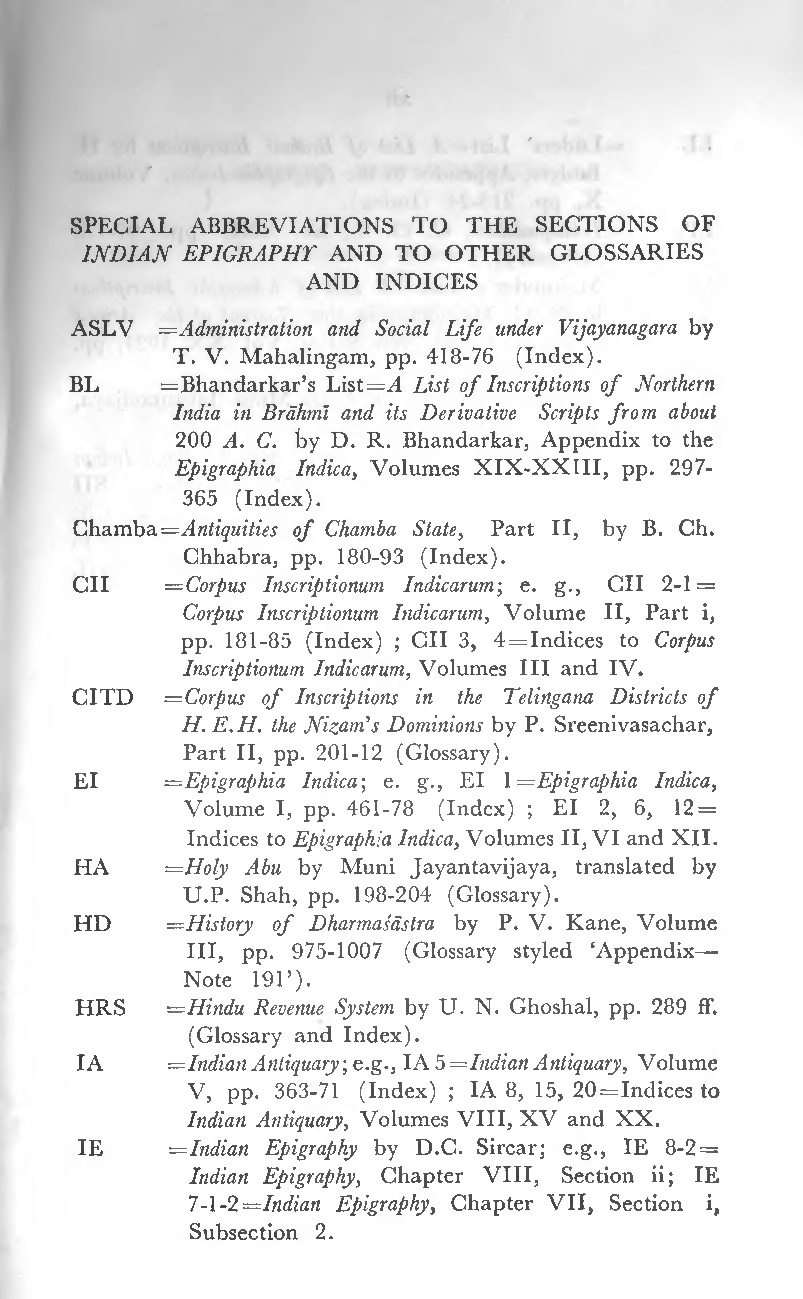 SPECIAL ABBREVIATIONS TO THE SECTIONS OF
INDIAN EPIGRAPHY AND TO OTHER GLOSSARIES
AND INDICES
ASLV =Administration and Social Life under Vijayanagara by
T. V. Mahalingam, pp. 418-76 (Index).
BL =Bhandarkar's List=A List of Inscriptions of Northern
India in Brāhmī and its Derivative Scripts from about
200 A. C. by D. R. Bhandarkar, Appendix to the
Epigraphia Indica, Volumes XIX-XXIII, pp. 297-
365 (Index).
Chamba=Antiquities of Chamba State, Part II, by B. Ch.
Chhabra, pp. 180-93 (Index).
CII =Corpus Inscriptionum Indicarum; e. g., CII 2-1=
Corpus Inscriptionum Indicarum, Volume II, Part i,
pp. 181-85 (Index) ; CII 3, 4=Indices to Corpus
Inscriptionum Indicarum, Volumes III and IV.
CITD =Corpus of Inscriptions in the Telingana Districts of
H. E. H. the Nizam's Dominions by P. Sreenivasachar,
Part II, pp. 201-12 (Glossary).
EI =Epigraphia Indica; e. g., EI 1=Epigraphia Indica,
Volume I, pp. 461-78 (Index) ; EI 2, 6, 12=
Indices to Epigraphia Indica, Volumes II, VI and XII.
HA =Holy Abu by Muni Jayantavijaya, translated by
U.P. Shah, pp. 198-204 (Glossary).
HD =History of Dharmaśāstra by P. V. Kane, Volume
III, pp. 975-1007 (Glossary styled 'Appendix—
Note 191').
HRS =Hindu Revenue System by U. N. Ghoshal, pp. 289 ff.
(Glossary and Index).
IA =Indian Antiquary; e.g., IA 5=Indian Antiquary, Volume
V, pp. 363-71 (Index) ; IA 8, 15, 20=Indices to
Indian Antiquary, Volumes VIII, XV and XX.
IE =Indian Epigraphy by D.C. Sircar; e.g., IE 8-2=
Indian Epigraphy, Chapter VIII, Section ii; IE
7-1-2=Indian Epigraphy, Chapter VII, Section i,
Subsection 2.